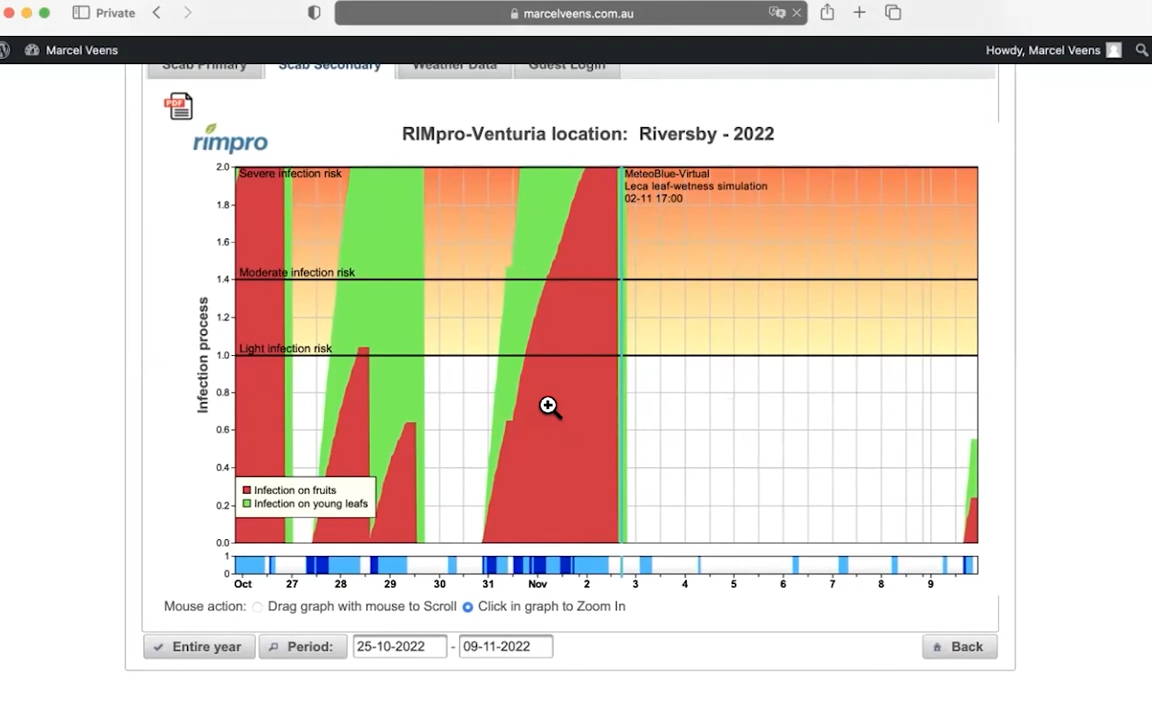 Private
marcelveens.com.au
Marcel Veens
Howdy, Marcel Veens
Scab Primary
Scab Secondary
Weather Data
Guest Login
PDF
rimpro
RIMpro-Venturia location: Riversby - 2022
2.0
1.8
1.6
1.4
1.2
1.0
0.8
0.6
0.4
0.2
0.0
Infection process
Severe infection risk
Moderate infection risk
Light infection risk
MeteoBlue-Virtual
Leca leaf-wetness simulation
02-11 17:00
Infection on fruits
Infection on young leafs
1
0
Oct 27 28 29 30 31 Nov 2 3 4 5 6 7 8 9
Mouse action: Drag graph with mouse to Scroll Click in graph to Zoom In
Entire year Period: 25-10-2022 - 09-11-2022 Back